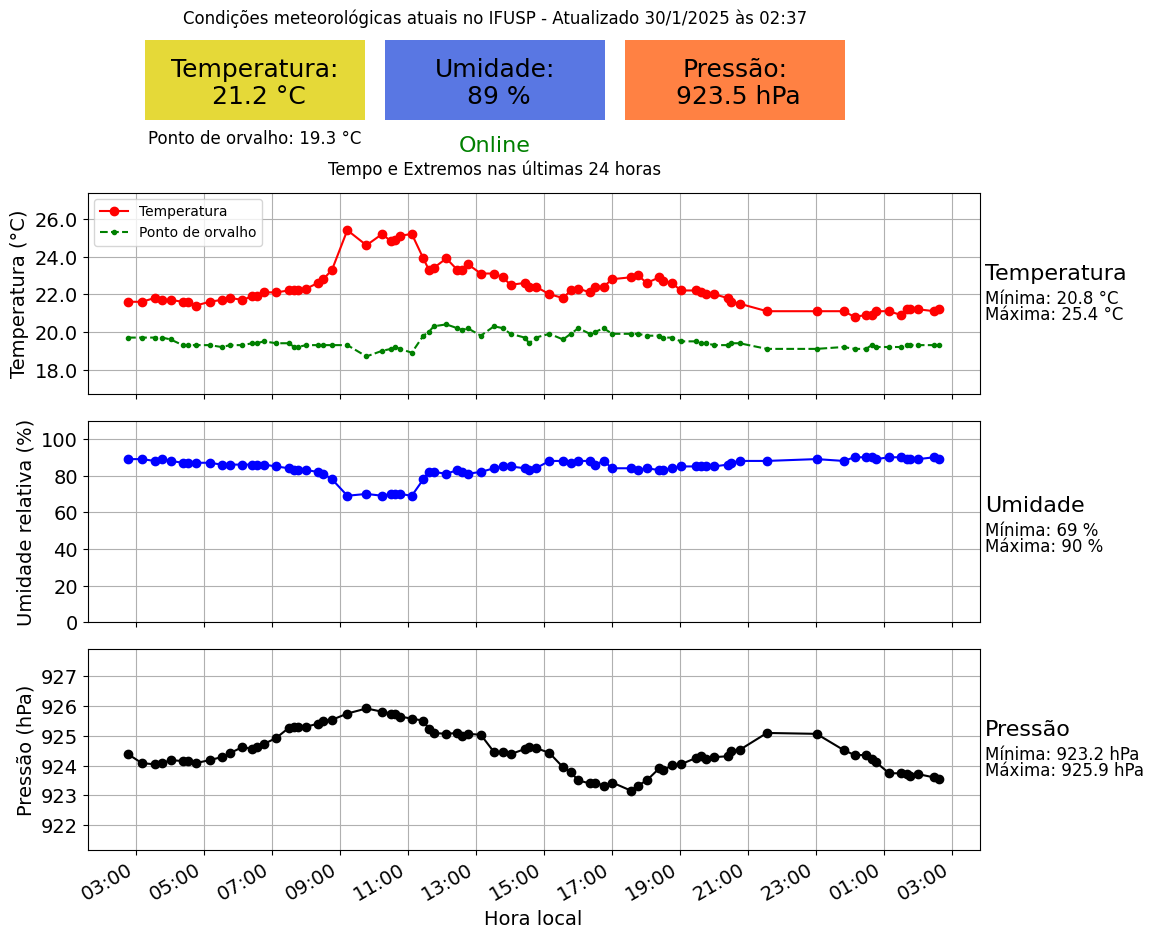 Condições meteorológicas atuais no IFUSP - Atualizado 30/1/2025 às 02:37
Temperatura:
21.2 °C
Umidade:
89 %
Pressão:
923.5 hPa
Ponto de orvalho: 19.3 °C
Online
Tempo e Extremos nas últimas 24 horas
Temperatura (°C)
26.0
24.0
22.0
20.0
18.0
Temperatura
Ponto de orvalho
Temperatura
Mínima: 20.8 °C
Máxima: 25.4 °C
Umidade relativa (%)
100
80
60
40
20
0
Umidade
Mínima: 69 %
Máxima: 90 %
Pressão (hPa)
927
926
925
924
923
922
Pressão
Mínima: 923.2 hPa
Máxima: 925.9 hPa
03:00 05:00 07:00 09:00 11:00 13:00 15:00 17:00 19:00 21:00 23:00 01:00 03:00
Hora local